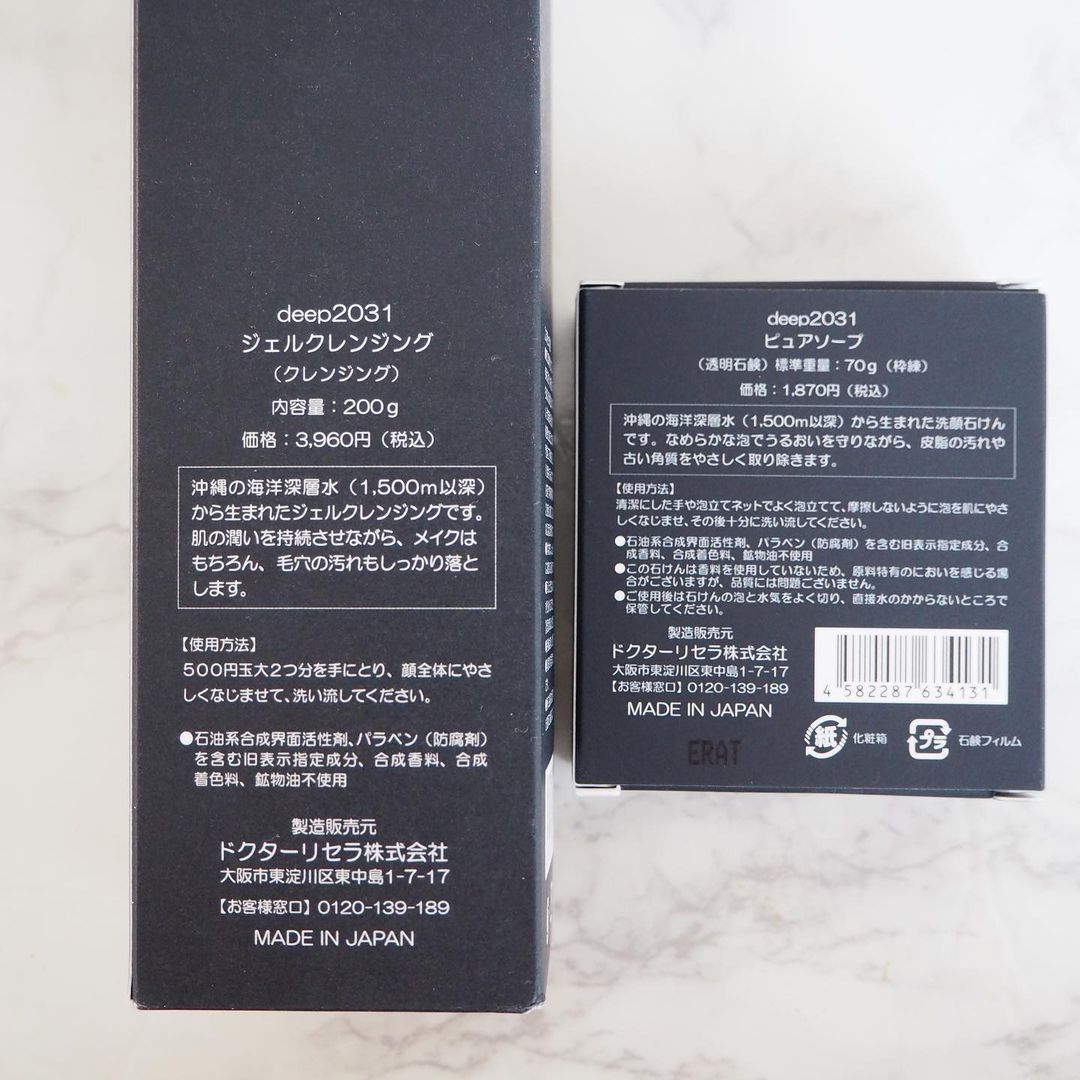 deep2031
ジェルクレンジング
（クレンジング）
内容量：200g
価格：3,960円（税込）
沖縄の海洋深層水（1,500m以深）
から生まれたジェルクレンジングです。
肌の潤いを持続させながら、メイクは
もちろん、毛穴の汚れもしっかり落と
します。
【使用方法】
500円玉大2つ分を手にとり、顔全体にやさ
しくなじませて、洗い流してください。
●石油系合成界面活性剤、パラベン（防腐剤）
を含む旧表示指定成分、合成香料、合成
着色料、鉱物油不使用
製造販売元
ドクターリセラ株式会社
大阪市東淀川区東中島1-7-17
【お客様窓口】0120-139-189
MADE IN JAPAN
deep2031
ピュアソープ
（透明石鹸）標準重量：70g（枠練）
価格：1,870円（税込）
沖縄の海洋深層水（1,500m以深）から生まれた洗顔石けん
です。なめらかな泡でうるおいを守りながら、皮脂の汚れや
古い角質をやさしく取り除きます。
【使用方法】
清潔にした手や泡立てネットでよく泡立てて、摩擦しないように泡を肌にやさ
しくなじませ、その後十分に洗い流してください。
●石油系合成界面活性剤、パラベン（防腐剤）を含む旧表示指定成分、合
成香料、合成着色料、鉱物油不使用
●この石けんは香料を使用していないため、原料特有のにおいを感じる場
合がございますが、品質には問題ございません。
●ご使用後は石けんの泡と水気をよく切り、直接水のかからないところで
保管してください。
製造販売元
ドクターリセラ株式会社
大阪市東淀川区東中島1-7-17
【お客様窓口】0120-139-189
MADE IN JAPAN
4 582287 634131
紙 化粧箱
プラ 石鹸フィルム
ERAT